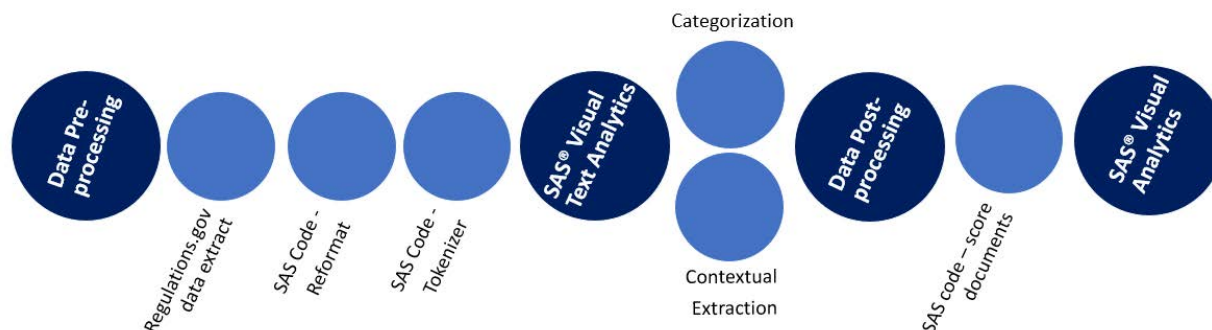 Data Pre-
processing
Regulations.gov
data extract
SAS Code -
Reformat
SAS Code -
Tokenizer
SAS® Visual
Text Analytics
Categorization
Contextual
Extraction
Data Post-
processing
SAS code – score
documents
SAS® Visual
Analytics